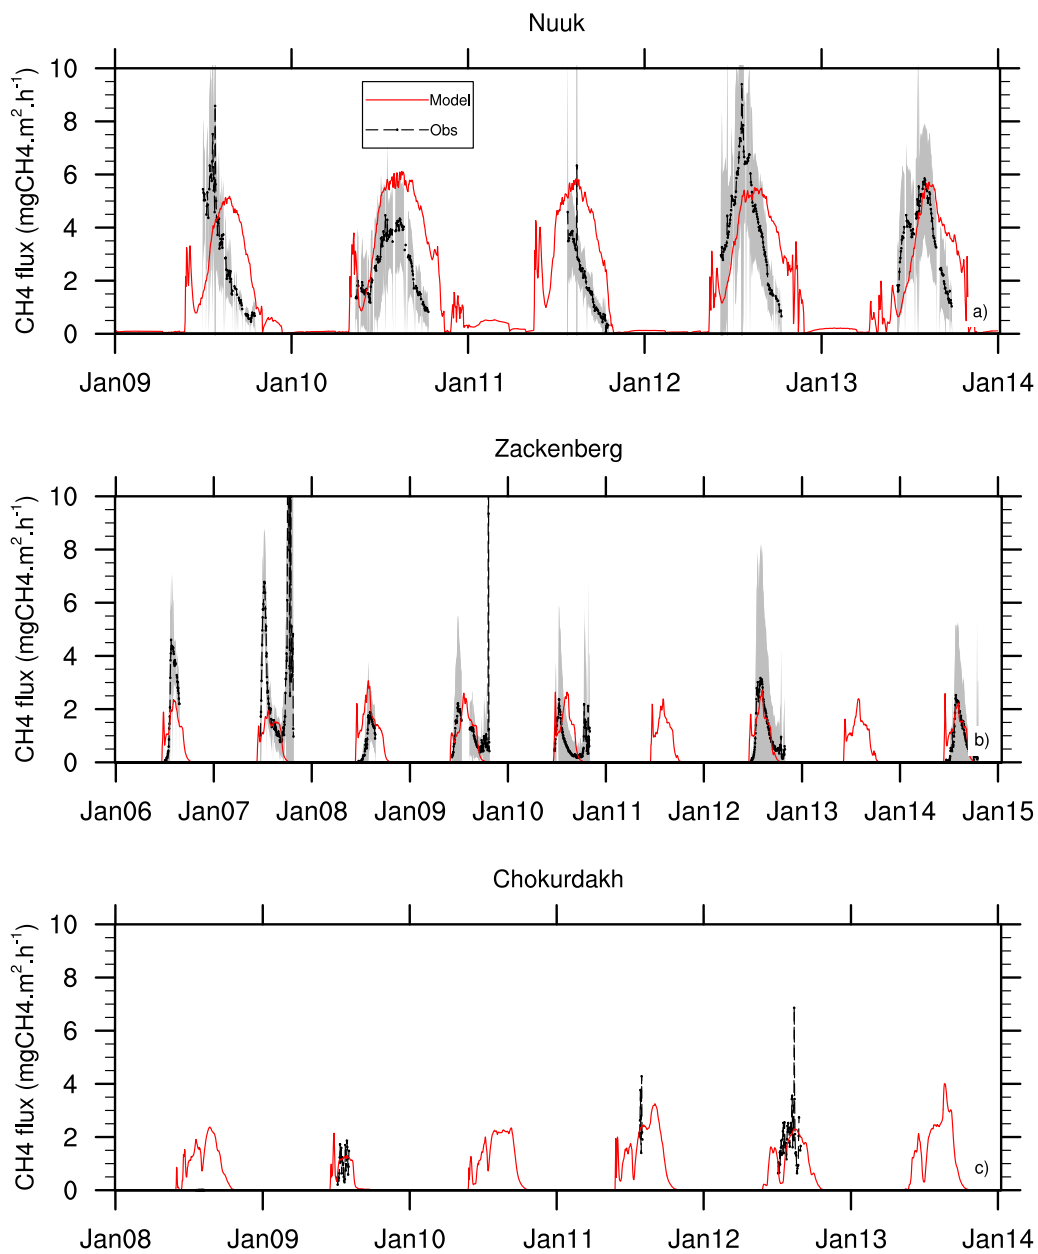 Nuuk
CH4 flux (mgCH4.m².h⁻¹)
10
8
6
4
2
0
Model
Obs
a)
Jan09 Jan10 Jan11 Jan12 Jan13 Jan14
Zackenberg
CH4 flux (mgCH4.m².h⁻¹)
10
8
6
4
2
0
b)
Jan06 Jan07 Jan08 Jan09 Jan10 Jan11 Jan12 Jan13 Jan14 Jan15
Chokurdakh
CH4 flux (mgCH4.m².h⁻¹)
10
8
6
4
2
0
c)
Jan08 Jan09 Jan10 Jan11 Jan12 Jan13 Jan14